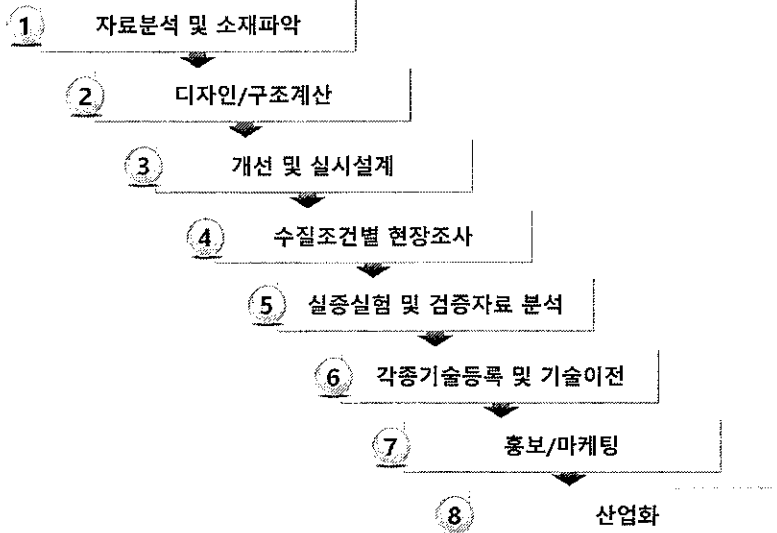 1 자료분석 및 소재파악
2 디자인/구조계산
3 개선 및 실시설계
4 수질조건별 현장조사
5 실증실험 및 검증자료 분석
6 각종기술등록 및 기술이전
7 홍보/마케팅
8 산업화